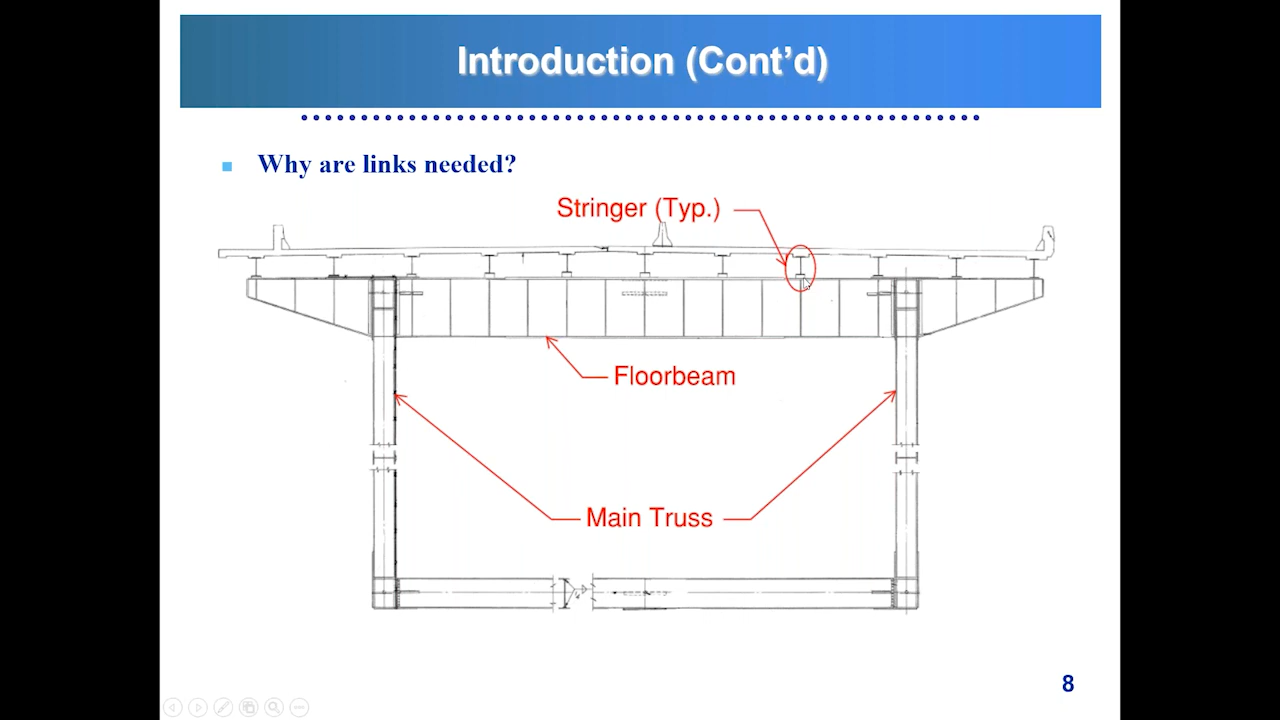 Introduction (Cont’d)
Why are links needed?
Stringer (Typ.)
Floorbeam
Main Truss
8